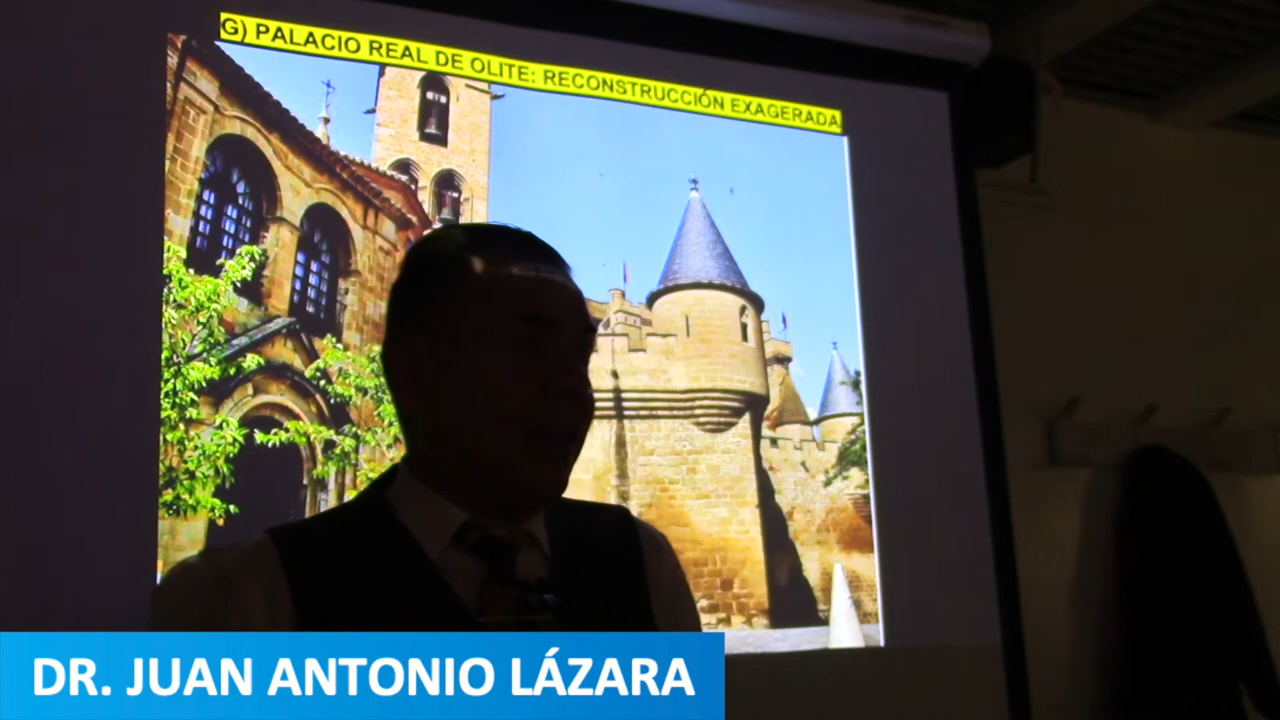 G) PALACIO REAL DE OLITE: RECONSTRUCCIÓN EXAGERADA
DR. JUAN ANTONIO LÁZARA